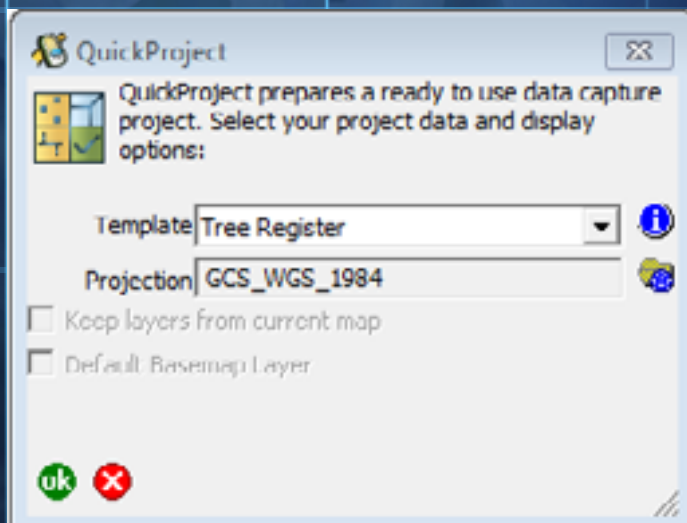 QuickProject
QuickProject prepares a ready to use data capture
project. Select your project data and display
options:
Template Tree Register
Projection GCS_WGS_1984
Keep layers from current map
Default Basemap Layer
ok